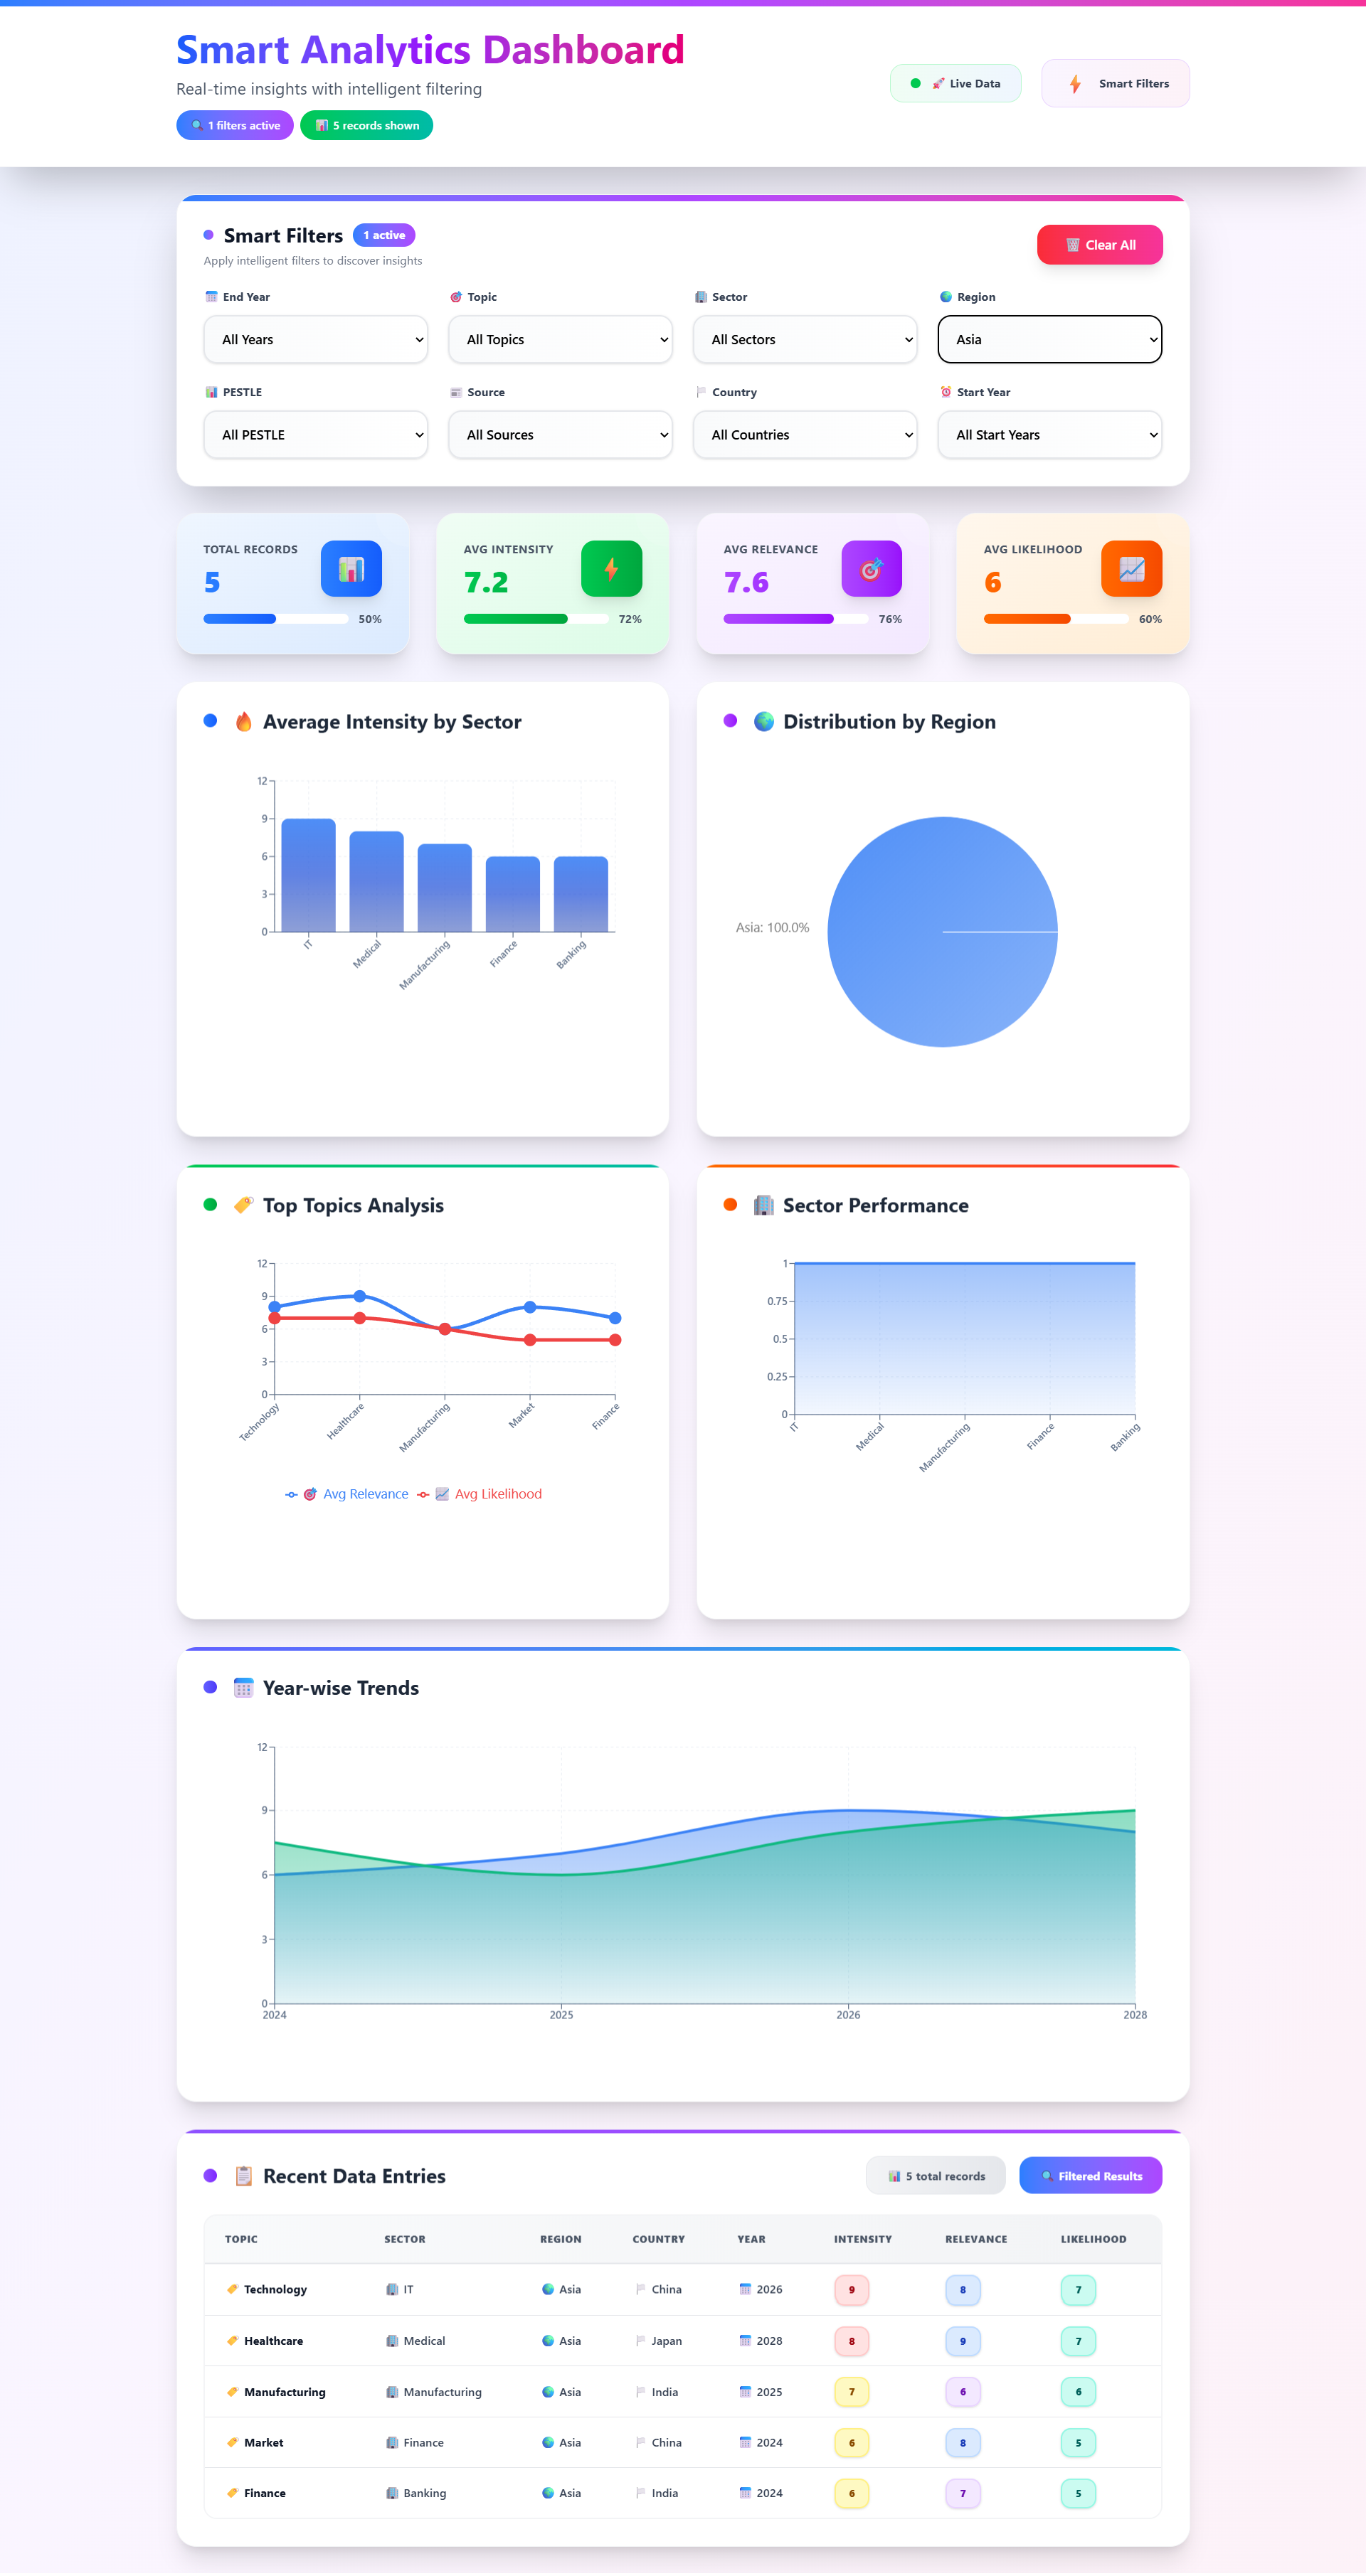 Smart Analytics Dashboard
Real-time insights with intelligent filtering
🔍 1 filters active
📊 5 records shown
🚀 Live Data
⚡ Smart Filters
Smart Filters 1 active
Apply intelligent filters to discover insights
🗑️ Clear All
📅 End Year
🎯 Topic
🏢 Sector
🌍 Region
All Years
All Topics
All Sectors
Asia
📊 PESTLE
📰 Source
🏳️ Country
⏰ Start Year
All PESTLE
All Sources
All Countries
All Start Years
TOTAL RECORDS
5
50%
AVG INTENSITY
7.2
72%
AVG RELEVANCE
7.6
76%
AVG LIKELIHOOD
6
60%
🔥 Average Intensity by Sector
12
9
6
3
0
IT
Medical
Manufacturing
Finance
Banking
🌍 Distribution by Region
Asia: 100.0%
🏷️ Top Topics Analysis
12
9
6
3
0
Technology
Healthcare
Manufacturing
Market
Finance
🎯 Avg Relevance
📈 Avg Likelihood
🏢 Sector Performance
1
0.75
0.5
0.25
0
IT
Medical
Manufacturing
Finance
Banking
📅 Year-wise Trends
12
9
6
3
0
2024
2025
2026
2028
📋 Recent Data Entries
📊 5 total records
🔍 Filtered Results
TOPIC SECTOR REGION COUNTRY YEAR INTENSITY RELEVANCE LIKELIHOOD
🏷️ Technology 🏢 IT 🌍 Asia 🏳️ China 📅 2026 9 8 7
🏷️ Healthcare 🏢 Medical 🌍 Asia 🏳️ Japan 📅 2028 8 9 7
🏷️ Manufacturing 🏢 Manufacturing 🌍 Asia 🏳️ India 📅 2025 7 6 6
🏷️ Market 🏢 Finance 🌍 Asia 🏳️ China 📅 2024 6 8 5
🏷️ Finance 🏢 Banking 🌍 Asia 🏳️ India 📅 2024 6 7 5